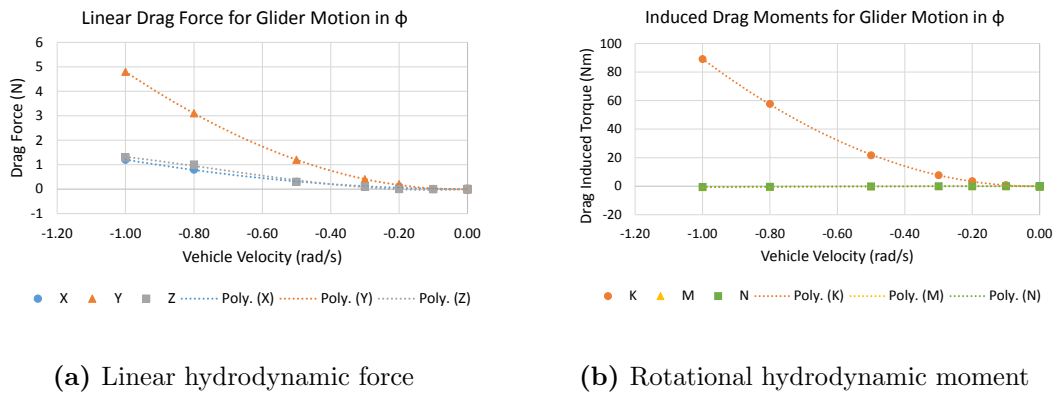 Linear Drag Force for Glider Motion in ϕ
Drag Force (N)
6
5
4
3
2
1
0
-1
-1.20 -1.00 -0.80 -0.60 -0.40 -0.20 0.00
Vehicle Velocity (rad/s)
X Y Z Poly. (X) Poly. (Y) Poly. (Z)
(a) Linear hydrodynamic force
Induced Drag Moments for Glider Motion in ϕ
Drag Induced Torque (Nm)
100
80
60
40
20
0
-20
-1.20 -1.00 -0.80 -0.60 -0.40 -0.20 0.00
Vehicle Velocity (rad/s)
K M N Poly. (K) Poly. (M) Poly. (N)
(b) Rotational hydrodynamic moment